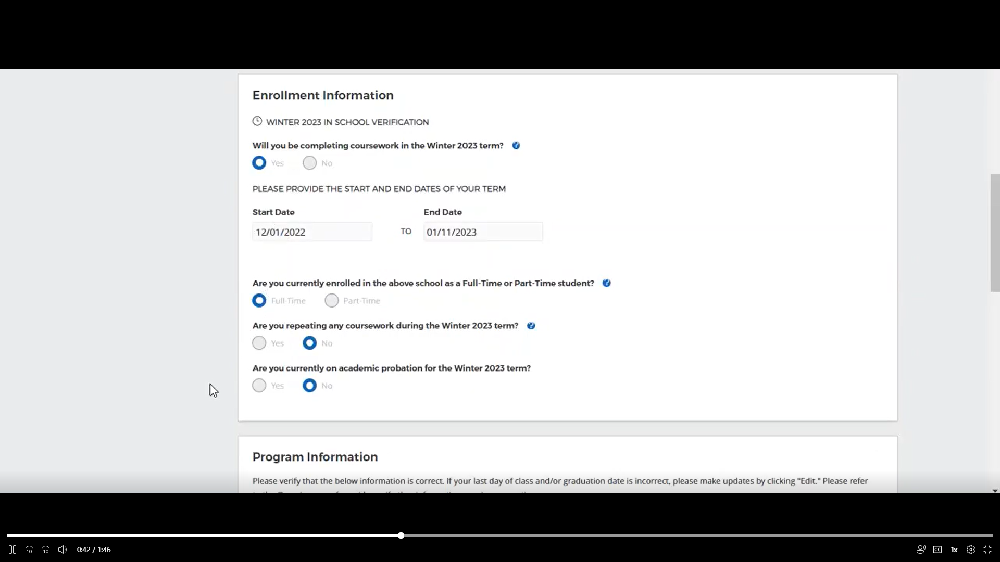 Enrollment Information
WINTER 2023 IN SCHOOL VERIFICATION
Will you be completing coursework in the Winter 2023 term? ?
Yes No
PLEASE PROVIDE THE START AND END DATES OF YOUR TERM
Start Date End Date
12/01/2022 TO 01/11/2023
Are you currently enrolled in the above school as a Full-Time or Part-Time student? ?
Full-Time Part-Time
Are you repeating any coursework during the Winter 2023 term? ?
Yes No
Are you currently on academic probation for the Winter 2023 term?
Yes No
Program Information
Please verify that the below information is correct. If your last day of class and/or graduation date is incorrect, please make updates by clicking "Edit." Please refer
10 10 0:42 / 1:46 CC 1x